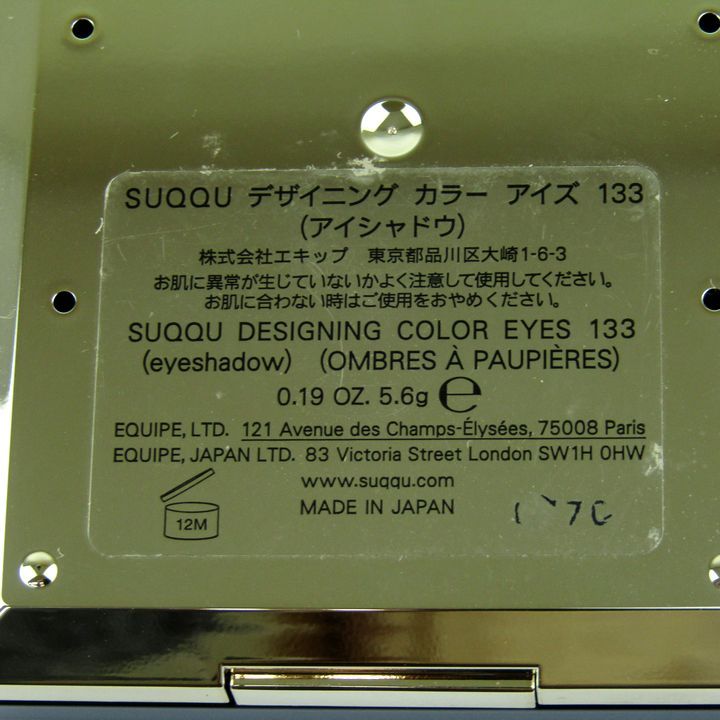 SUQQU デザイニング カラー アイズ 133
(アイシャドウ)
株式会社エキップ 東京都品川区大崎1-6-3
お肌に異常が生じていないかよく注意して使用してください。
お肌に合わない時はご使用をおやめください。
SUQQU DESIGNING COLOR EYES 133
(eyeshadow) (OMBRES À PAUPIÈRES)
0.19 OZ. 5.6g ℮
EQUIPE, LTD. 121 Avenue des Champs-Élysées, 75008 Paris
EQUIPE, JAPAN LTD. 83 Victoria Street London SW1H 0HW
www.suqqu.com
MADE IN JAPAN
12M